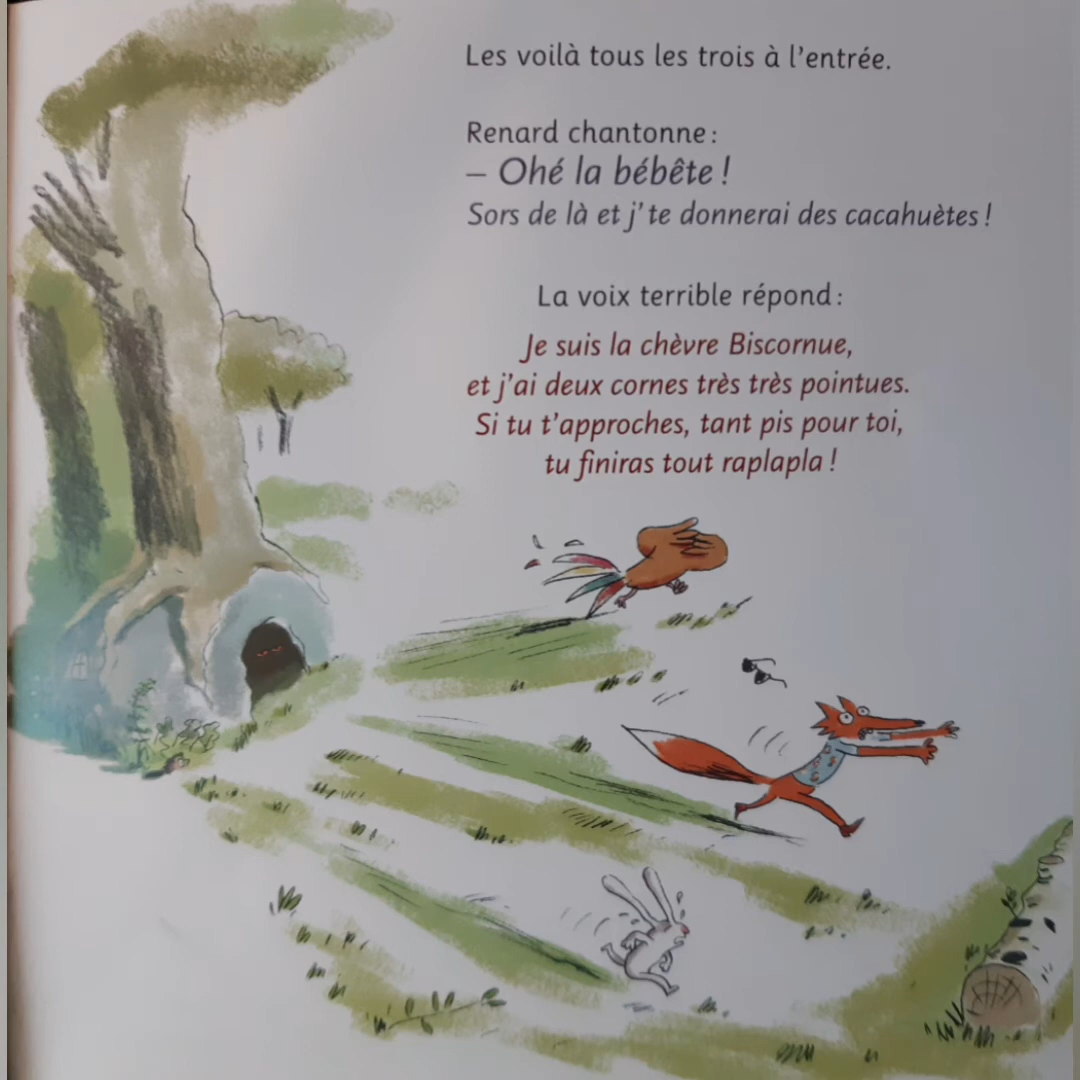 Les voilà tous les trois à l'entrée.
Renard chantonne :
– Ohé la bébête !
Sors de là et j'te donnerai des cacahuètes !
La voix terrible répond :
Je suis la chèvre Biscornue,
et j'ai deux cornes très très pointues.
Si tu t'approches, tant pis pour toi,
tu finiras tout raplapla !